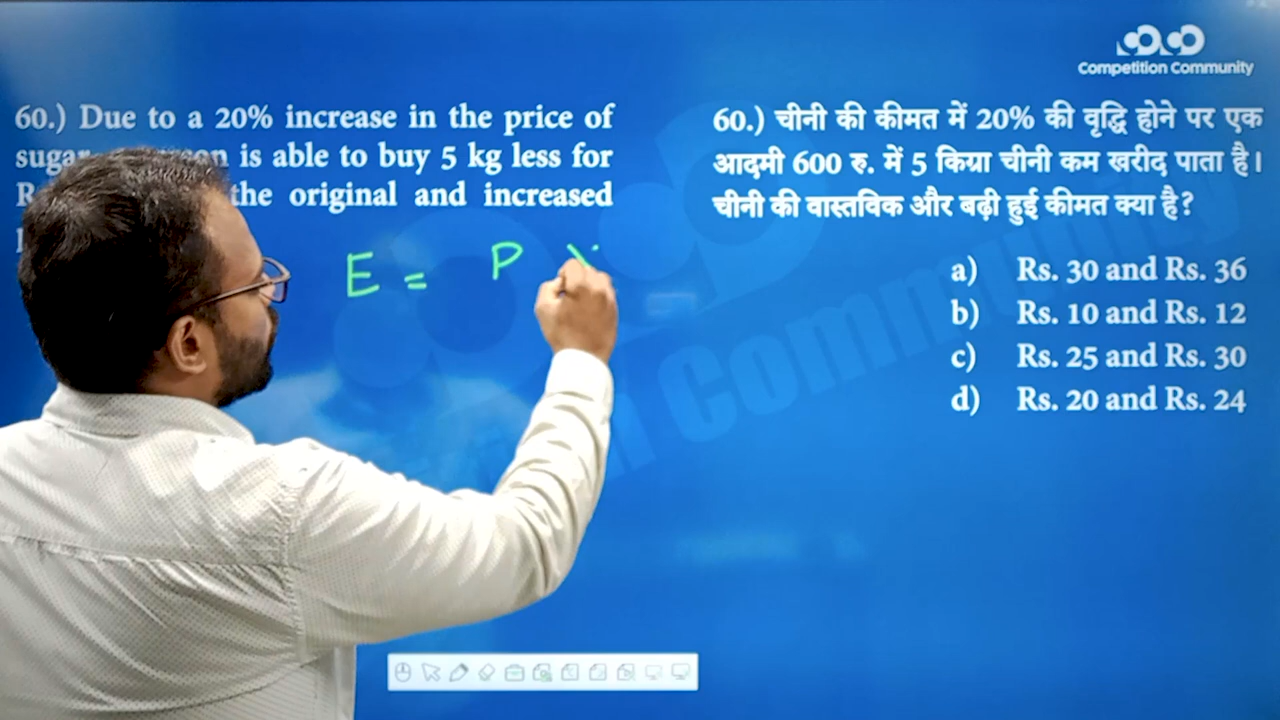 Competition Community
60.) Due to a 20% increase in the price of
sugar is able to buy 5 kg less for
the original and increased
E = P
60.) चीनी की कीमत में 20% की वृद्धि होने पर एक
आदमी 600 रु. में 5 किग्रा चीनी कम खरीद पाता है।
चीनी की वास्तविक और बढ़ी हुई कीमत क्या है?
a) Rs. 30 and Rs. 36
b) Rs. 10 and Rs. 12
c) Rs. 25 and Rs. 30
d) Rs. 20 and Rs. 24
Community